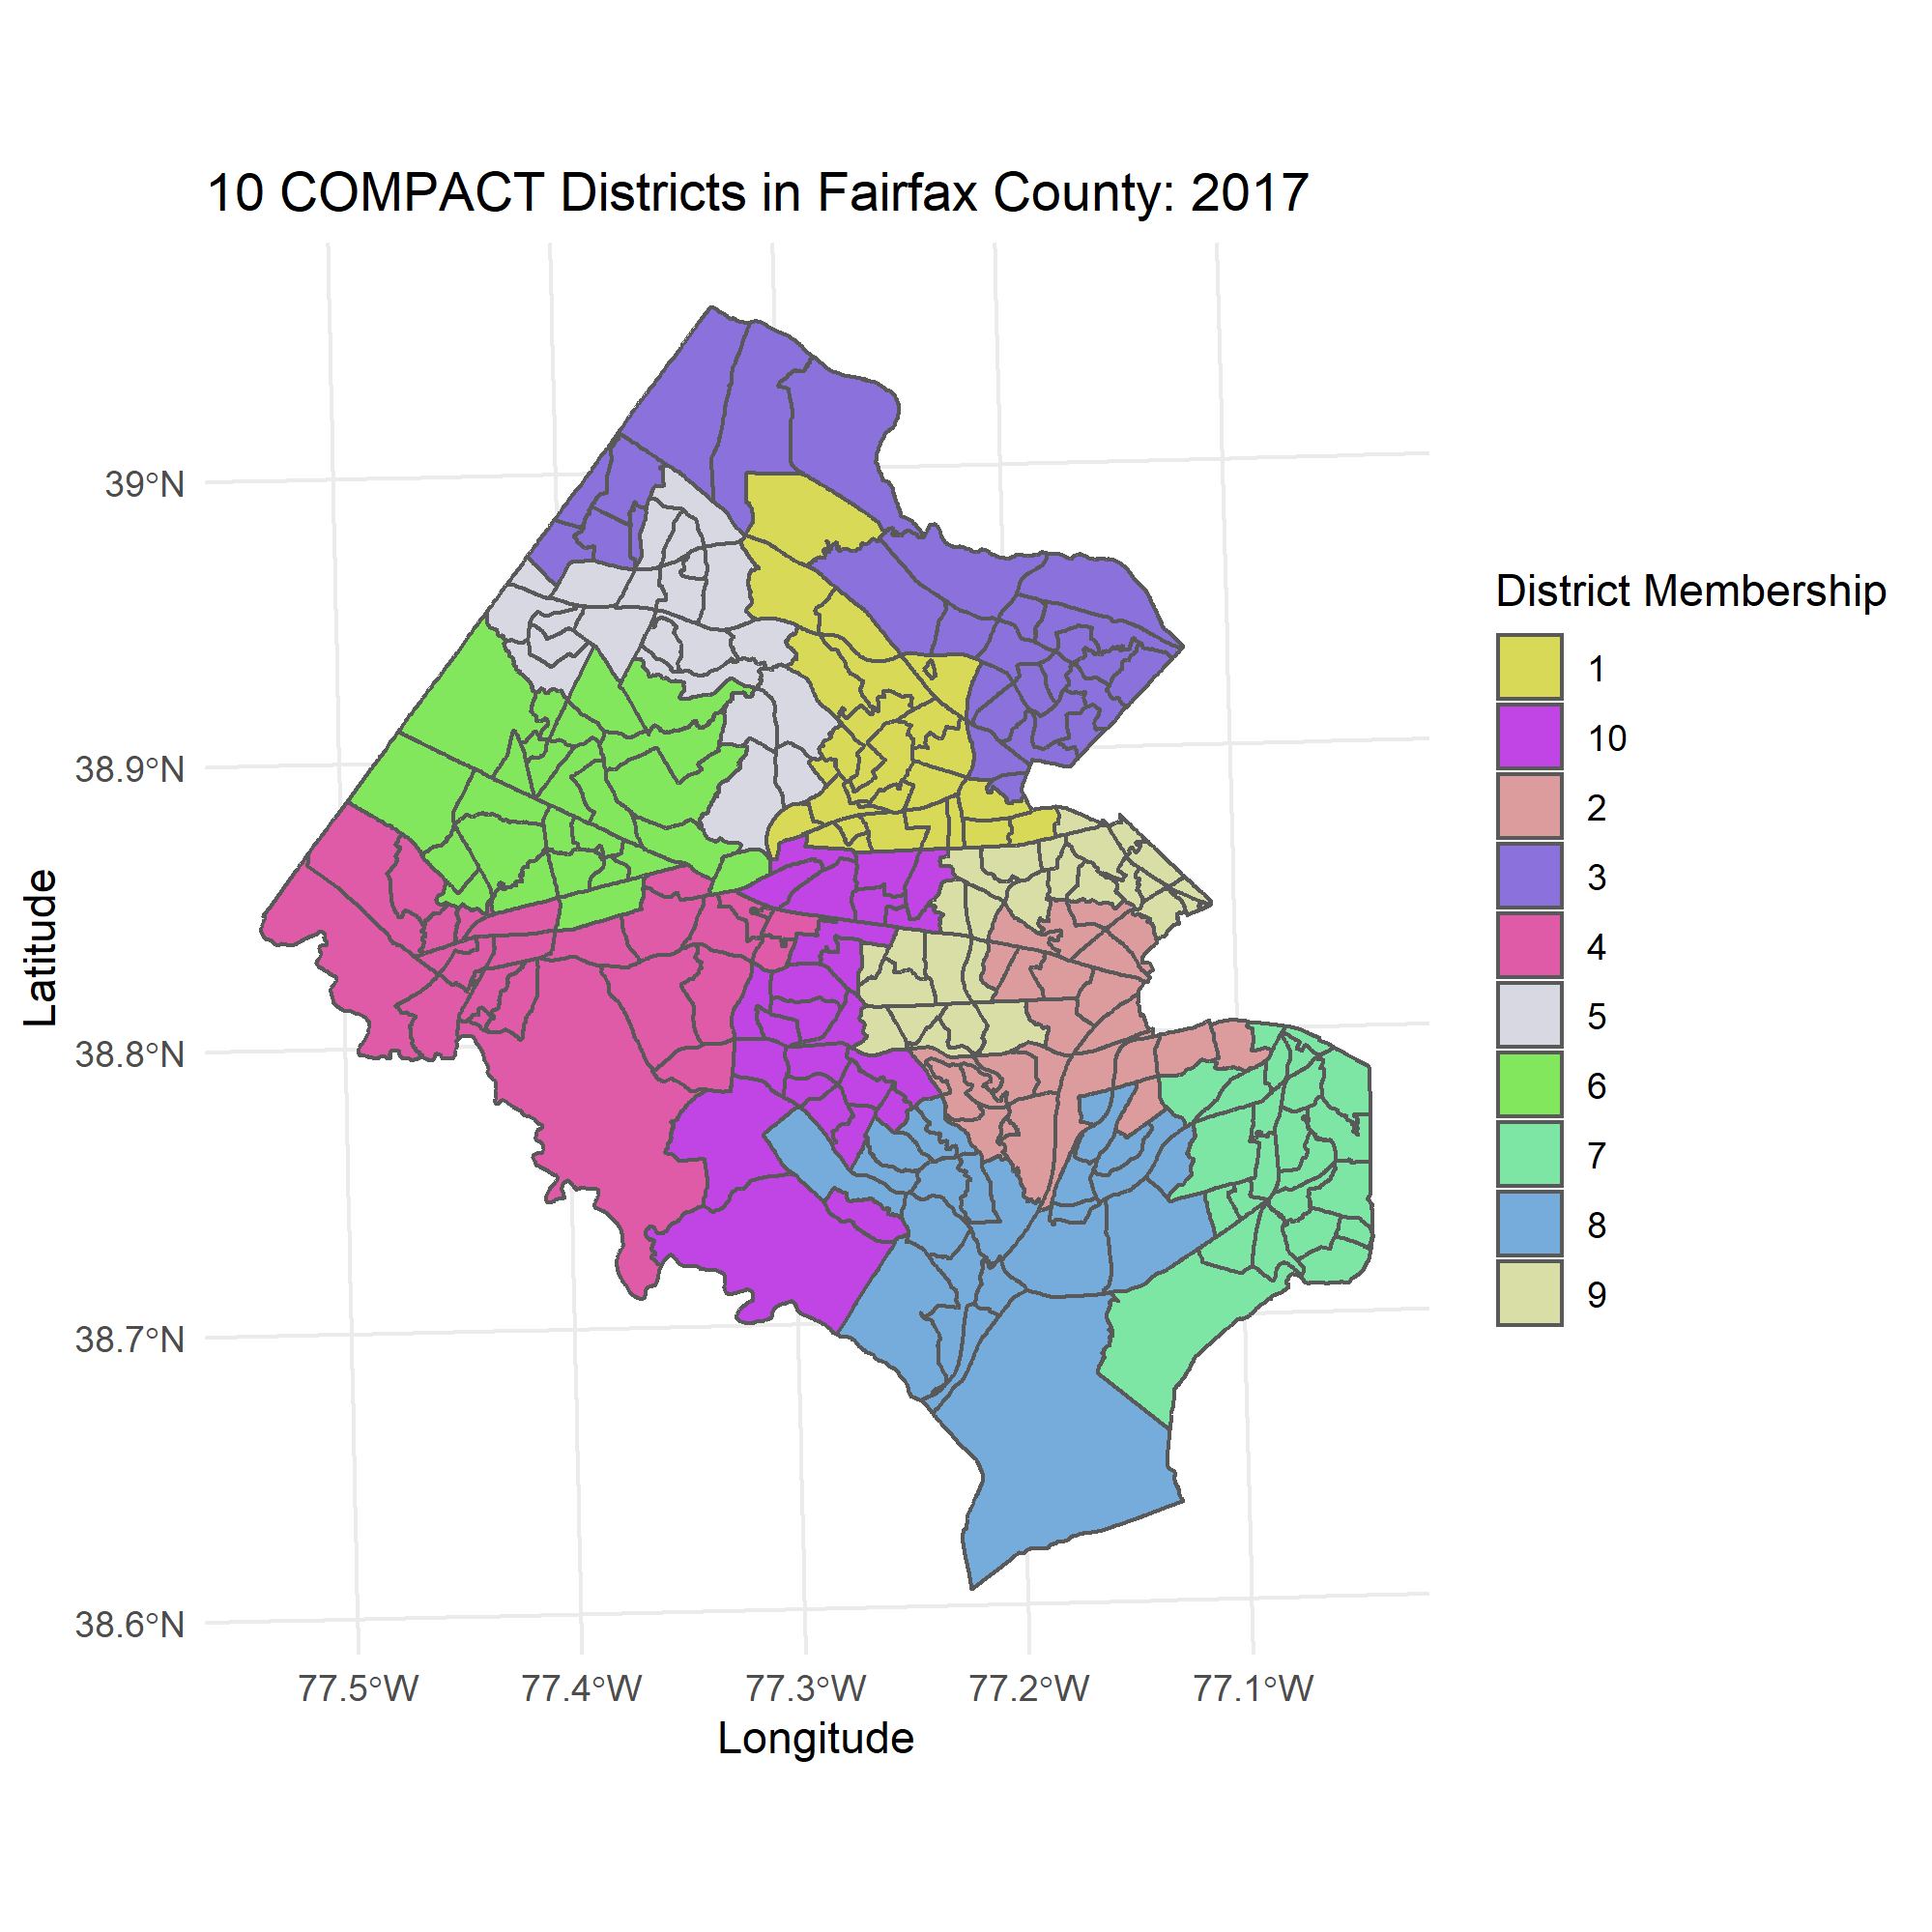 10 COMPACT Districts in Fairfax County: 2017
39°N
38.9°N
38.8°N
38.7°N
38.6°N
Latitude
77.5°W
77.4°W
77.3°W
77.2°W
77.1°W
Longitude
District Membership
1
10
2
3
4
5
6
7
8
9